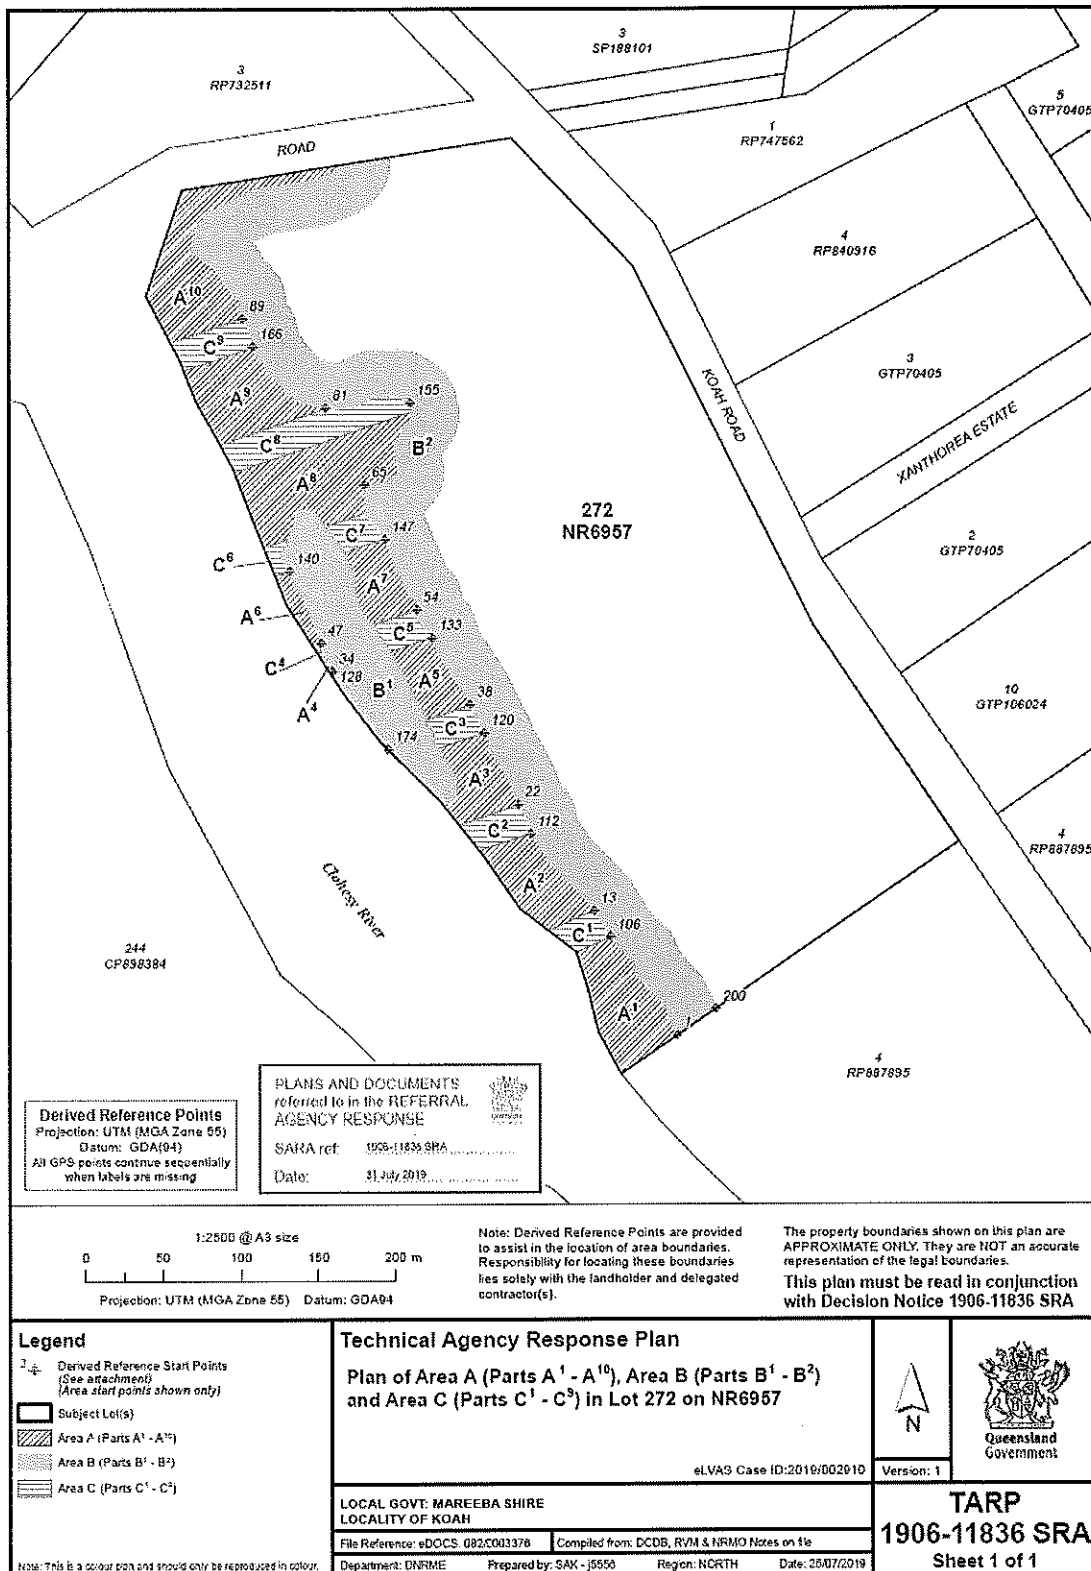 3
SP188101
3
RP732511
5
GTP70405
1
RP747562
ROAD
4
RP840916
A10
89
C9
166
A9
81
155
C8
B2
65
A8
KOAH ROAD
3
GTP70405
XANTHOREA ESTATE
272
NR6957
C7
147
2
GTP70405
C6
140
A7
54
A6
C5
133
47
C4
34
128
A5
B1
38
A4
C3
120
10
GTP106024
174
A3
22
C2
112
4
RP887895
A2
13
Clohesy River
C1
106
244
CP898384
200
A1
1
4
RP887895
Derived Reference Points
Projection: UTM (MGA Zone 55)
Datum: GDA(94)
All GPS points continue sequentially
when labels are missing
PLANS AND DOCUMENTS
referred to in the REFERRAL
AGENCY RESPONSE
SARA ref: 1906-11836 SRA
Date: 31 July 2019
1:2500 @ A3 size
0 50 100 150 200 m
Projection: UTM (MGA Zone 55) Datum: GDA94
Note: Derived Reference Points are provided
to assist in the location of area boundaries.
Responsibility for locating these boundaries
lies solely with the landholder and delegated
contractor(s).
The property boundaries shown on this plan are
APPROXIMATE ONLY. They are NOT an accurate
representation of the legal boundaries.
This plan must be read in conjunction
with Decision Notice 1906-11836 SRA
Legend
Derived Reference Start Points
(See attachment)
(Area start points shown only)
Subject Lot(s)
Area A (Parts A1 - A10)
Area B (Parts B1 - B2)
Area C (Parts C1 - C9)
Note: This is a colour plan and should only be reproduced in colour.
Technical Agency Response Plan
Plan of Area A (Parts A1 - A10), Area B (Parts B1 - B2)
and Area C (Parts C1 - C9) in Lot 272 on NR6957
eLVAS Case ID:2019/002910
LOCAL GOVT: MAREEBA SHIRE
LOCALITY OF KOAH
File Reference: eDOCS. 082/0003376 Compiled from: DCDB, RVM & NRMO Notes on file
Department: DNRME Prepared by: SAK - j5550 Region: NORTH Date: 26/07/2019
N
Version: 1
Queensland
Government
TARP
1906-11836 SRA
Sheet 1 of 1